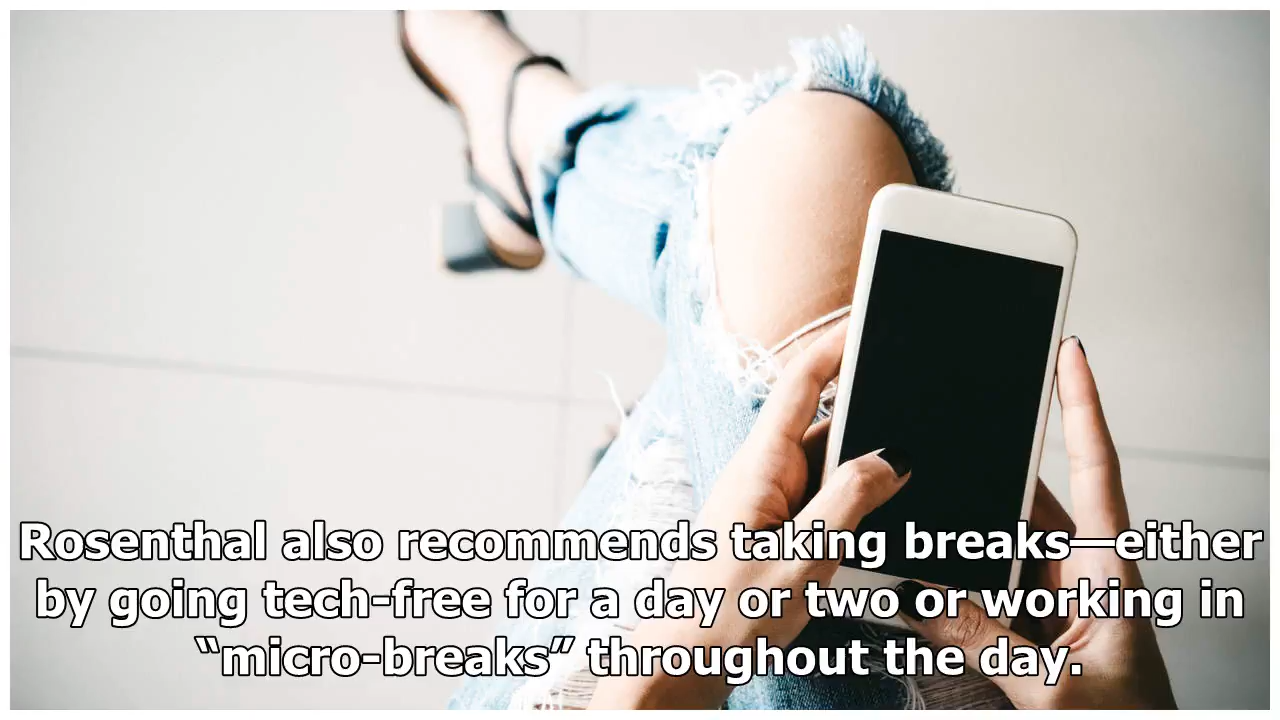 Rosenthal also recommends taking breaks—either
by going tech-free for a day or two or working in
“micro-breaks” throughout the day.